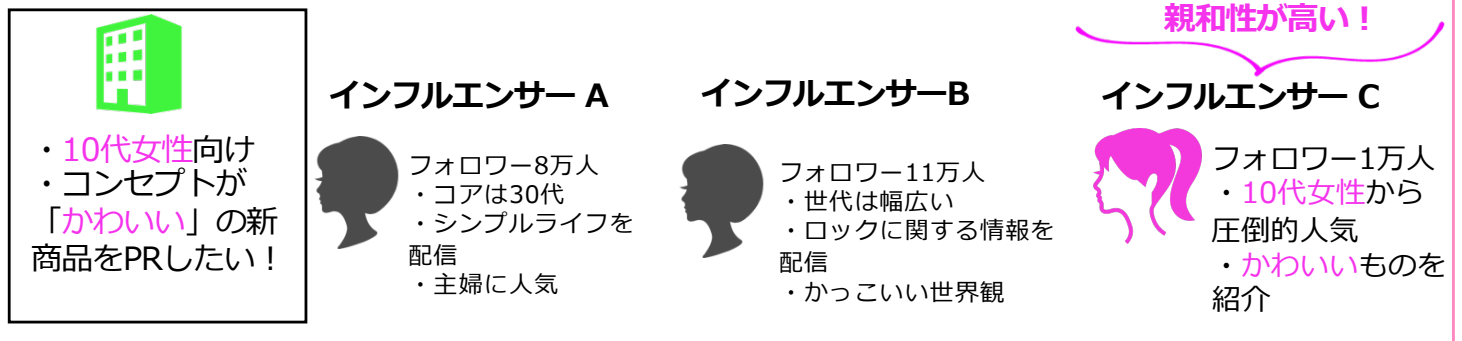 親和性が高い！
・10代女性向け
・コンセプトが
「かわいい」の新
商品をPRしたい！
インフルエンサー A
フォロワー8万人
・コアは30代
・シンプルライフを
配信
・主婦に人気
インフルエンサーB
フォロワー11万人
・世代は幅広い
・ロックに関する情報を
配信
・かっこいい世界観
インフルエンサー C
フォロワー1万人
・10代女性から
圧倒的人気
・かわいいものを
紹介